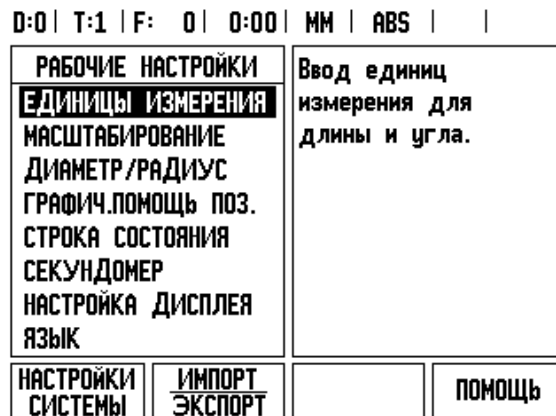 D:0 | T:1 | F: 0 | 0:00 | MM | ABS | |
РАБОЧИЕ НАСТРОЙКИ
ЕДИНИЦЫ ИЗМЕРЕНИЯ
МАСШТАБИРОВАНИЕ
ДИАМЕТР/РАДИУС
ГРАФИЧ.ПОМОЩЬ ПОЗ.
СТРОКА СОСТОЯНИЯ
СЕКУНДОМЕР
НАСТРОЙКА ДИСПЛЕЯ
ЯЗЫК
Ввод единиц
измерения для
длины и угла.
НАСТРОЙКИ
СИСТЕМЫ
ИМПОРТ
ЭКСПОРТ
ПОМОЩЬ